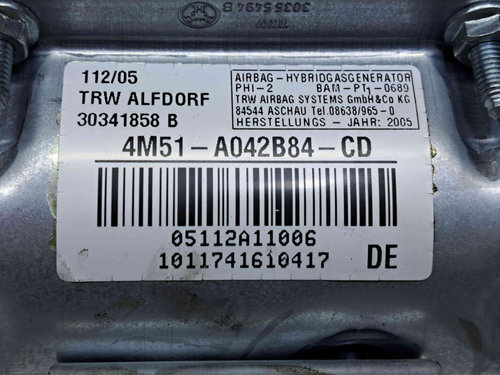 30355494 B
112/05
TRW ALFDORF
30341858 B
AIRBAG-HYBRIDGASGENERATOR
PHI-2 BAM-PT1-0689
TRW AIRBAG SYSTEMS GmbH&Co KG
84544 ASCHAU Tel.08638/965-0
HERSTELLUNGS-JAHR: 2005
4M51-A042B84-CD
05112A11006
1011741610417 DE